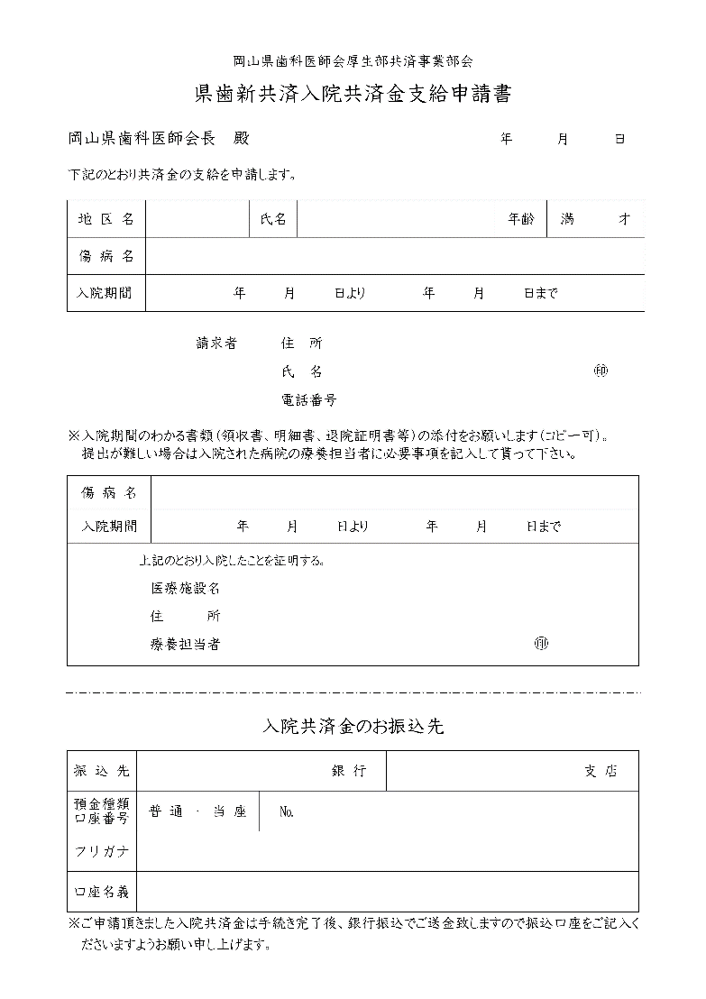 岡山県歯科医師会厚生部共済事業部会
県歯新共済入院共済金支給申請書
岡山県歯科医師会長　殿　　年　　月　　日
下記のとおり共済金の支給を申請します。
地 区 名　　氏名　　年齢　満　　才
傷 病 名
入院期間　　年　　月　　日より　　年　　月　　日まで
請求者　　住　所
氏　名　　㊞
電話番号
※入院期間のわかる書類(領収書、明細書、退院証明書等)の添付をお願いします(コピー可)。
提出が難しい場合は入院された病院の療養担当者に必要事項を記入して貰って下さい。
傷 病 名
入院期間　　年　　月　　日より　　年　　月　　日まで
上記のとおり入院したことを証明する。
医療施設名
住　　所
療養担当者　　㊞
入院共済金のお振込先
振 込 先　　銀 行　　支 店
預金種類
口座番号　普 通 ・ 当 座　No.
フリガナ
口座名義
※ご申請頂きました入院共済金は手続き完了後、銀行振込でご送金致しますので振込口座をご記入く
ださいますようお願い申し上げます。